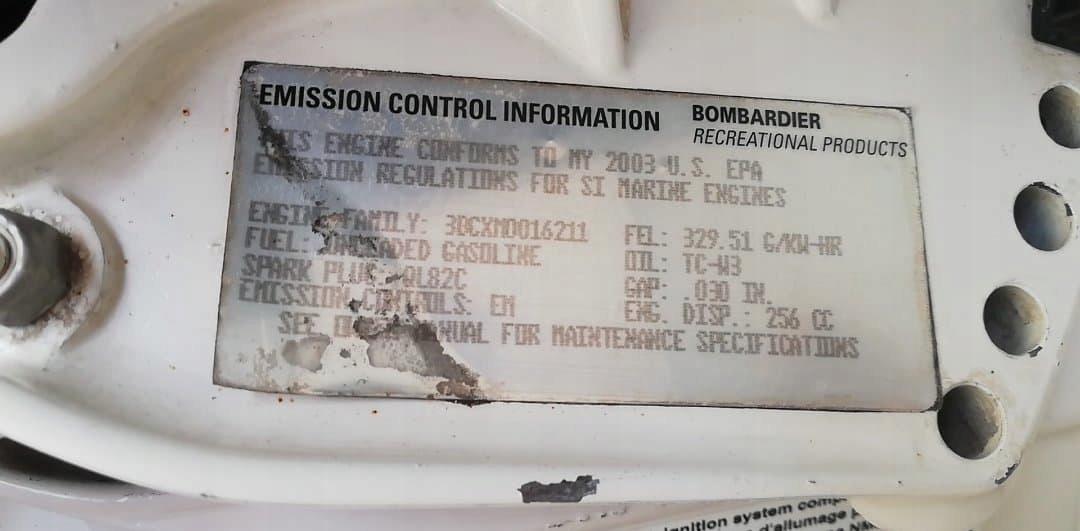 EMISSION CONTROL INFORMATION
BOMBARDIER
RECREATIONAL PRODUCTS
THIS ENGINE CONFORMS TO MY 2003 U.S. EPA
EMISSION REGULATIONS FOR SI MARINE ENGINES
ENGINE FAMILY: 3DCXM0016211
FEL: 329.51 G/KW-HR
FUEL: UNLEADED GASOLINE
OIL: TC-W3
SPARK PLUG: QL82C
GAP: .030 IN.
EMISSION CONTROLS: EM
ENG. DISP.: 256 CC
SEE MANUAL FOR MAINTENANCE SPECIFICATIONS
ignition system
d'allumage